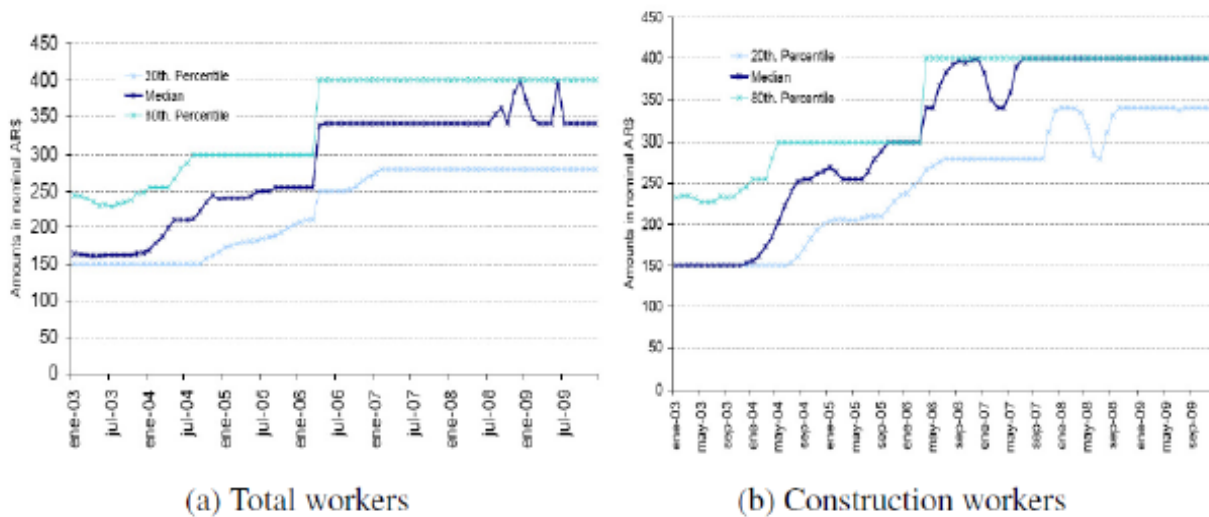 450
400
350
300
250
200
150
100
50
0
Amounts in nominal AR$
20th. Percentile
Median
80th. Percentile
ene-03
jul-03
ene-04
jul-04
ene-05
jul-05
ene-06
jul-06
ene-07
jul-07
ene-08
jul-08
ene-09
jul-09
(a) Total workers
450
400
350
300
250
200
150
100
50
0
Amounts in nominal ARS
20th. Percentile
Median
80th. Percentile
ene-03
may-03
sep-03
ene-04
may-04
sep-04
ene-05
may-05
sep-05
ene-06
may-06
sep-06
ene-07
may-07
sep-07
ene-08
may-08
sep-08
ene-09
may-09
sep-09
(b) Construction workers